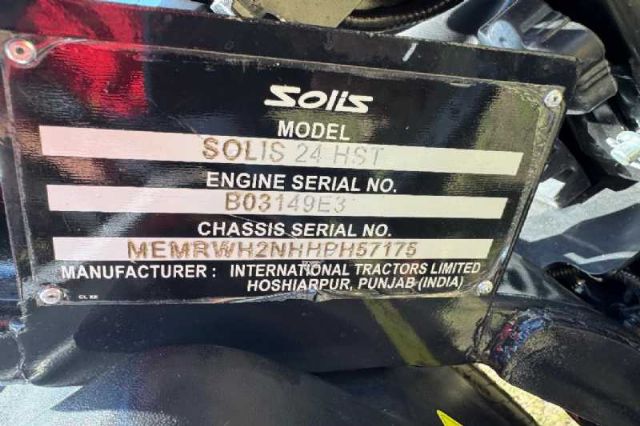 SOLIS
MODEL
SOLIS 24 HST
ENGINE SERIAL NO.
B03149E3
CHASSIS SERIAL NO.
MEMRWH2NHHPH57175
MANUFACTURER : INTERNATIONAL TRACTORS LIMITED
HOSHIARPUR, PUNJAB (INDIA)